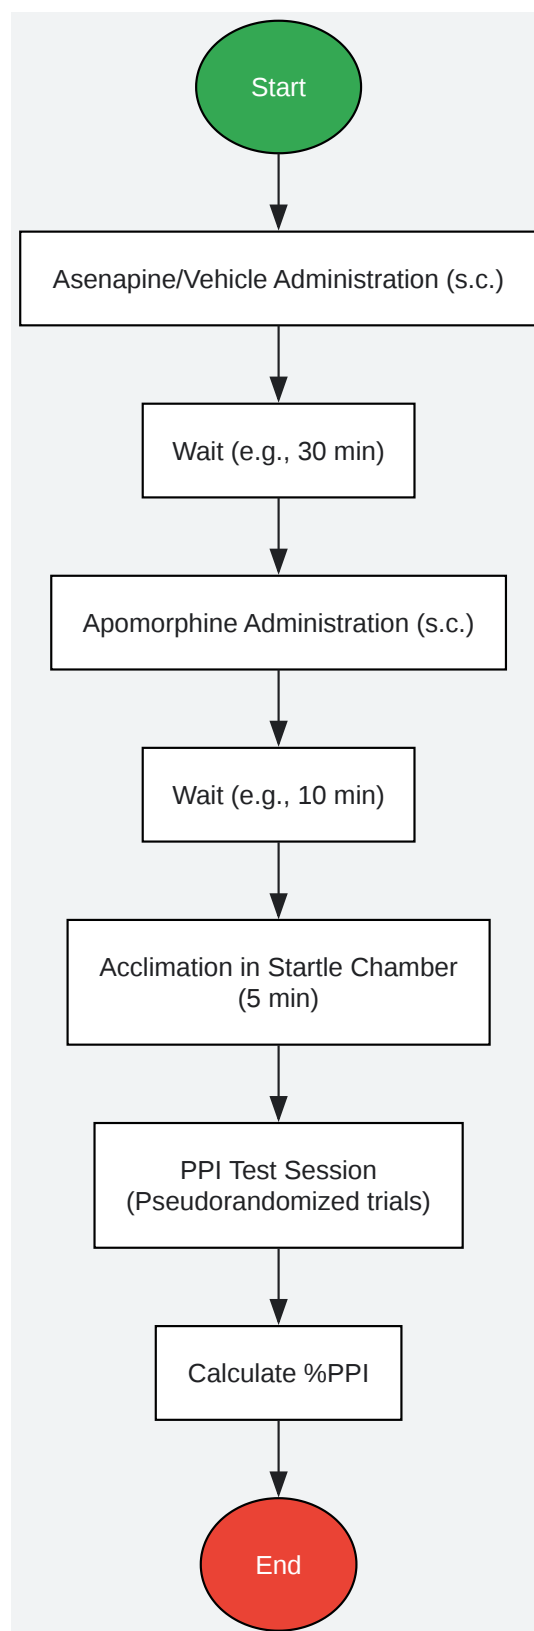 Start
Asenapine/Vehicle Administration (s.c.)
Wait (e.g., 30 min)
Apomorphine Administration (s.c.)
Wait (e.g., 10 min)
Acclimation in Startle Chamber
(5 min)
PPI Test Session
(Pseudorandomized trials)
Calculate %PPI
End